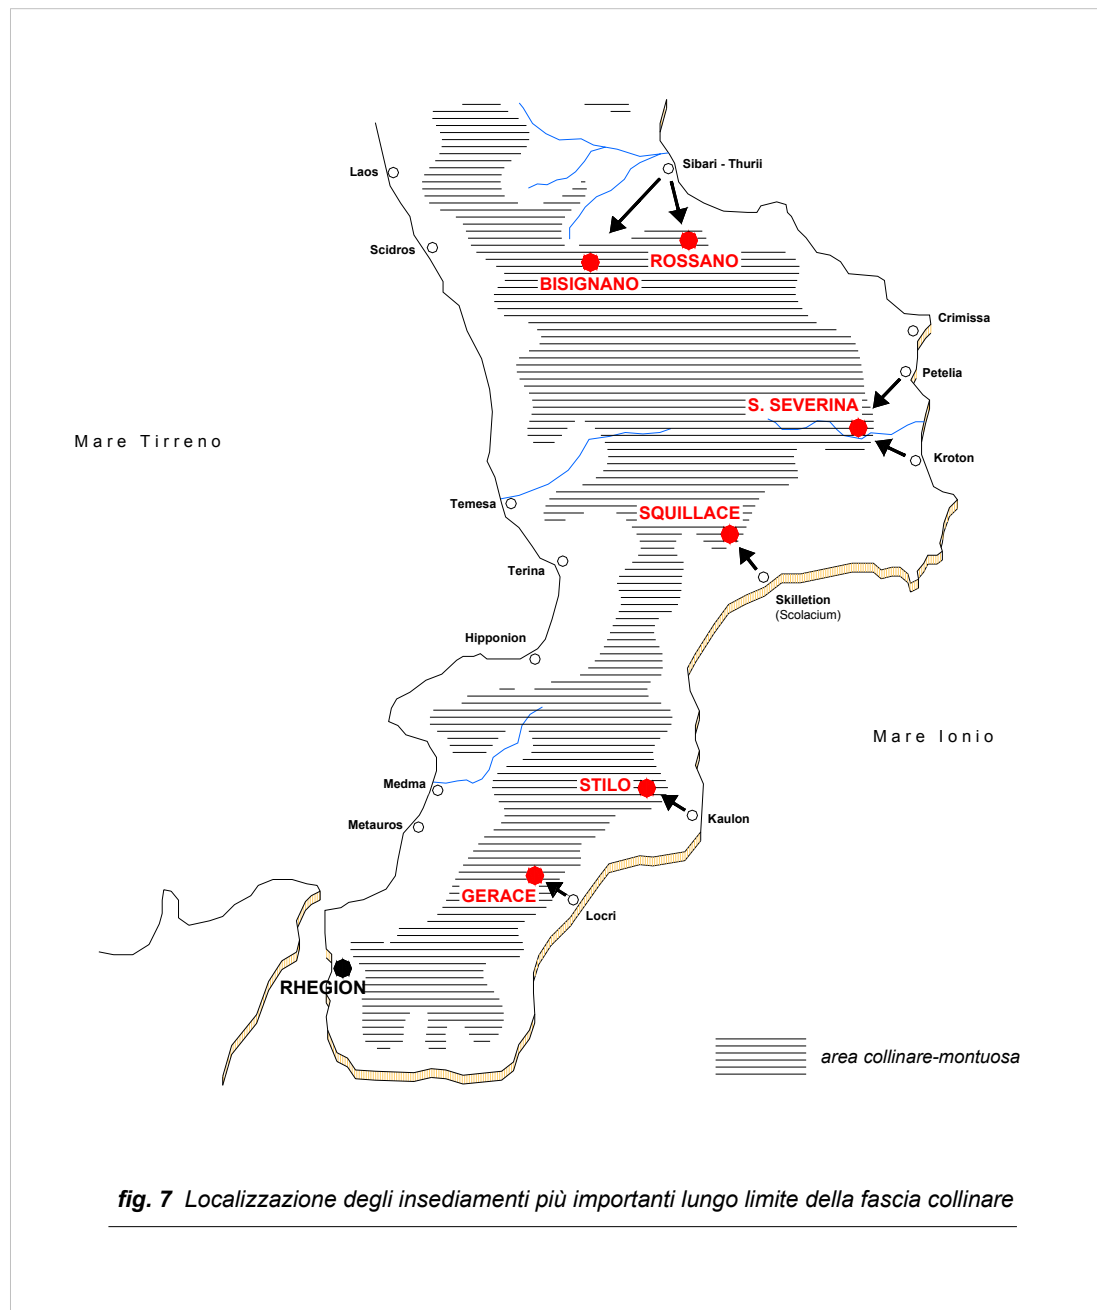 Sibari - Thurii
Laos
Scidros
ROSSANO
BISIGNANO
Crimissa
Petelia
S. SEVERINA
Mare Tirreno
Kroton
Temesa
SQUILLACE
Terina
Skilletion
(Scolacium)
Hipponion
Mare Ionio
Medma
STILO
Metauros
Kaulon
GERACE
Locri
RHEGION
area collinare-montuosa
fig. 7 Localizzazione degli insediamenti più importanti lungo limite della fascia collinare